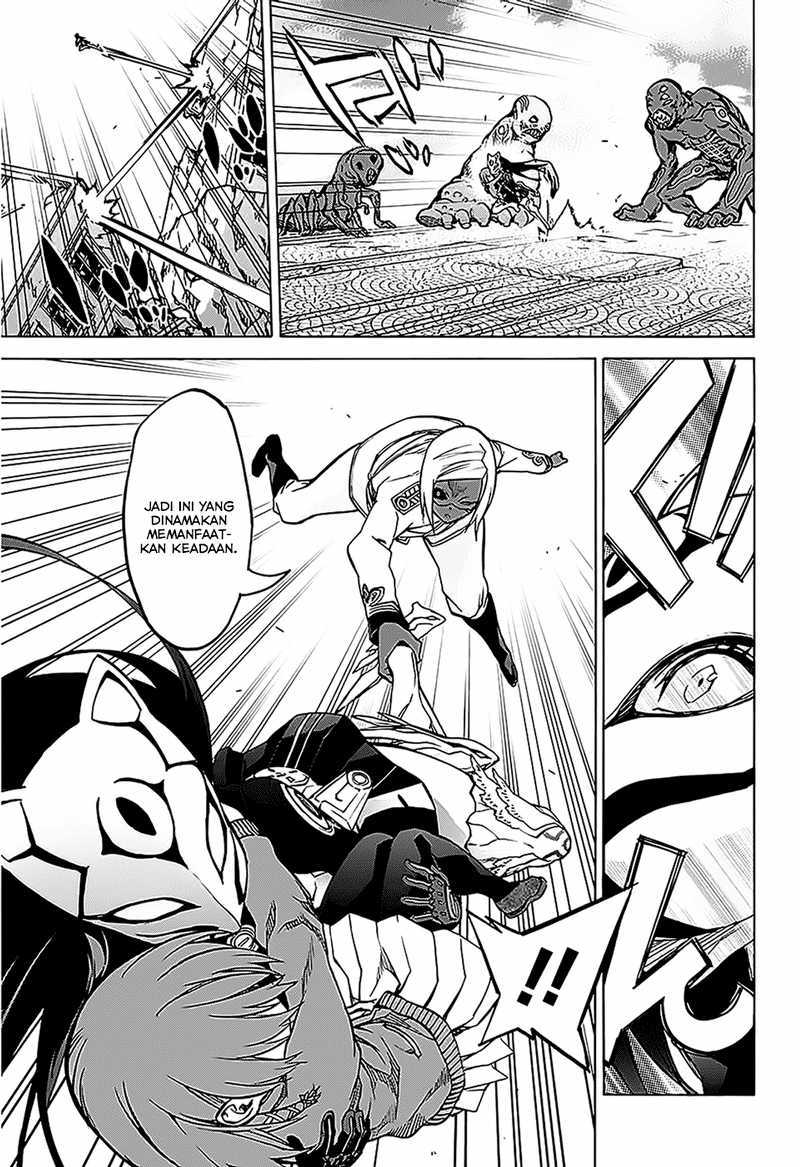 JADI INI YANG
DINAMAKAN
MEMANFAAT-
KAN KEADAAN.
!!